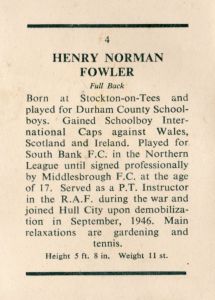 4
HENRY NORMAN
FOWLER
Full Back
Born at Stockton-on-Tees and
played for Durham County School-
boys. Gained Schoolboy Inter-
national Caps against Wales,
Scotland and Ireland. Played for
South Bank F.C. in the Northern
League until signed professionally
by Middlesbrough F.C. at the age
of 17. Served as a P.T. Instructor
in the R.A.F. during the war and
joined Hull City upon demobiliza-
tion in September, 1946. Main
relaxations are gardening and
tennis.
Height 5 ft. 8 in. Weight 11 st.